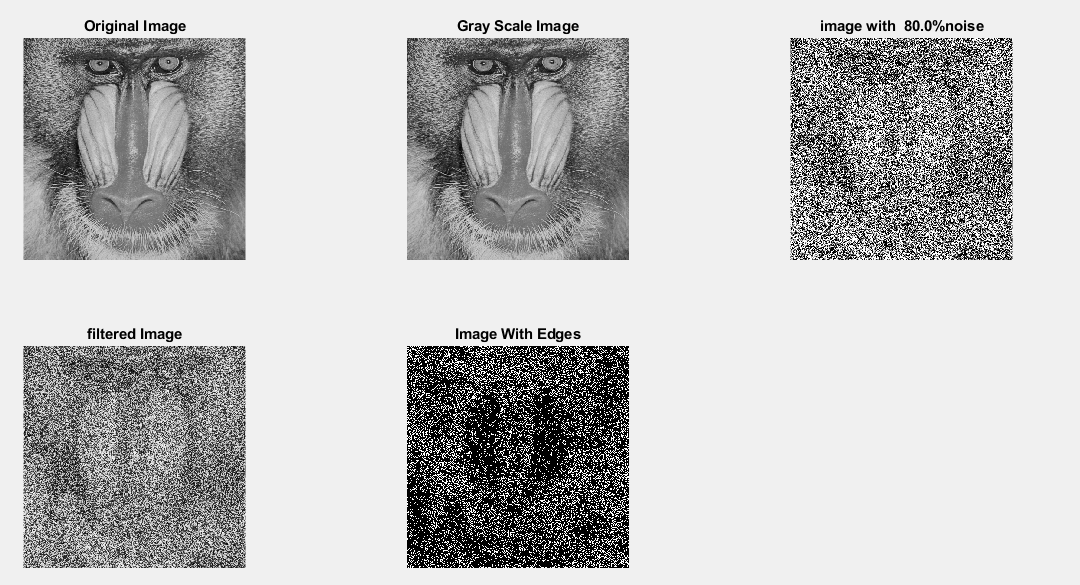 Original Image
Gray Scale Image
image with  80.0%noise
filtered Image
Image With Edges